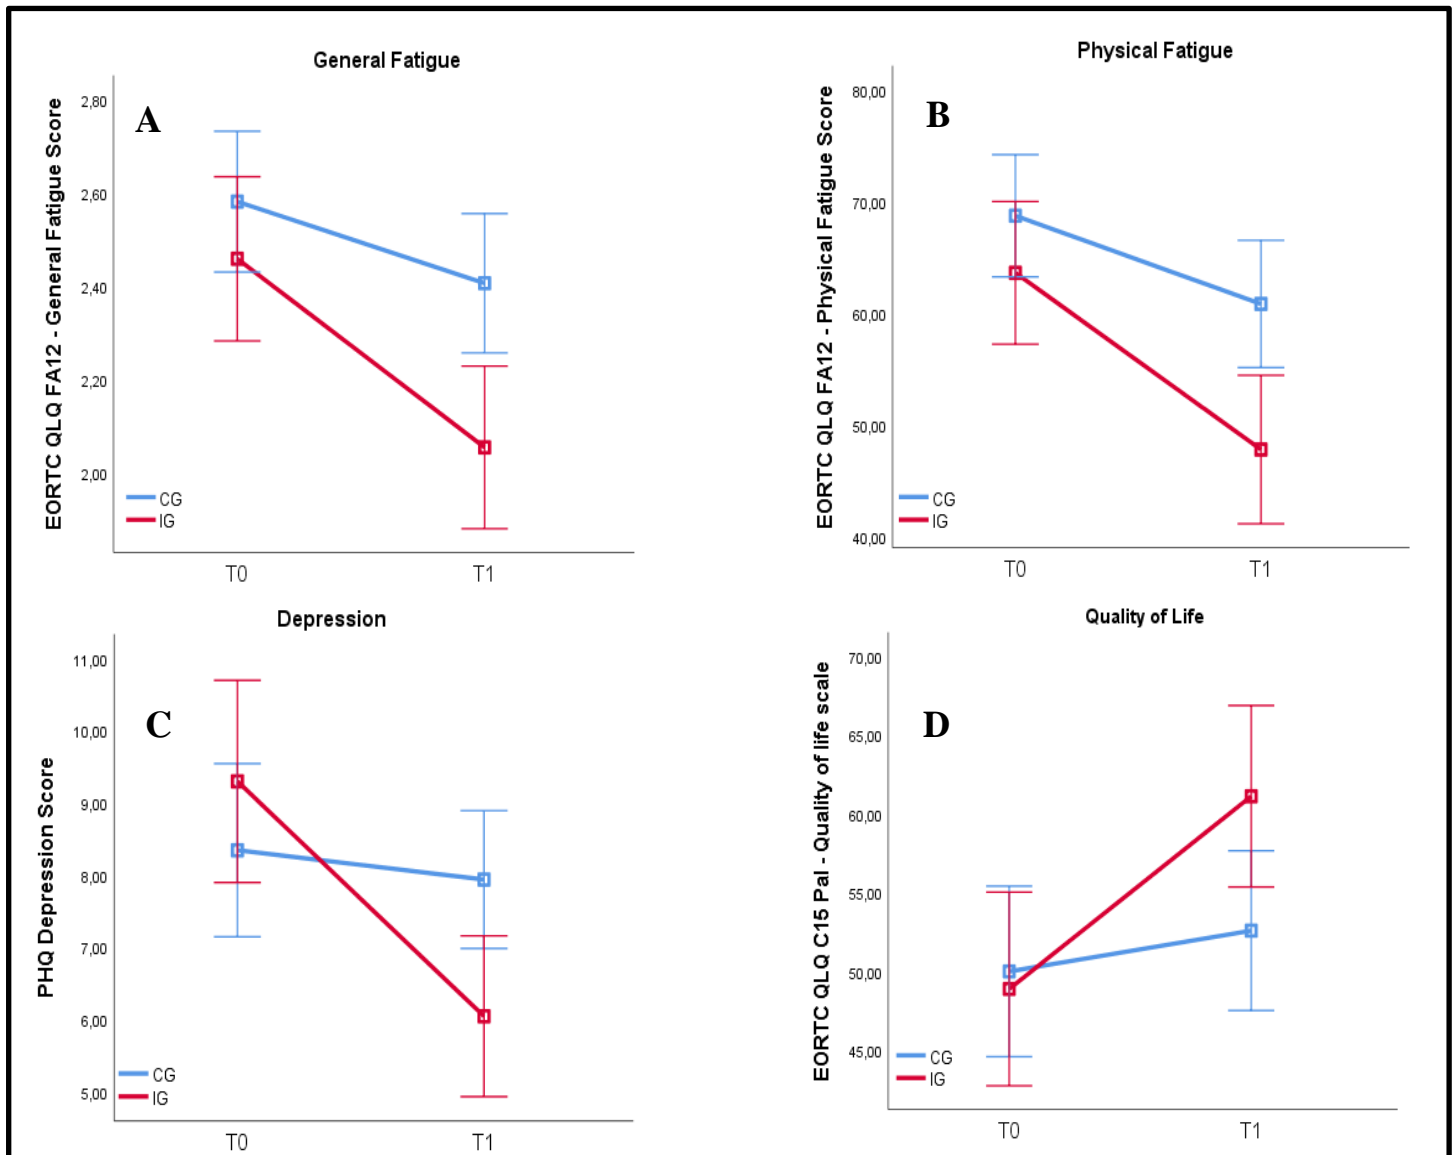 General Fatigue
A
EORTC QLQ FA12 - General Fatigue Score
2,80
2,60
2,40
2,20
2,00
CG
IG
T0 T1
Physical Fatigue
B
EORTC QLQ FA12 - Physical Fatigue Score
80,00
70,00
60,00
50,00
40,00
CG
IG
T0 T1
Depression
C
PHQ Depression Score
11,00
10,00
9,00
8,00
7,00
6,00
5,00
CG
IG
T0 T1
Quality of Life
D
EORTC QLQ C15 Pal - Quality of life scale
70,00
65,00
60,00
55,00
50,00
45,00
CG
IG
T0 T1